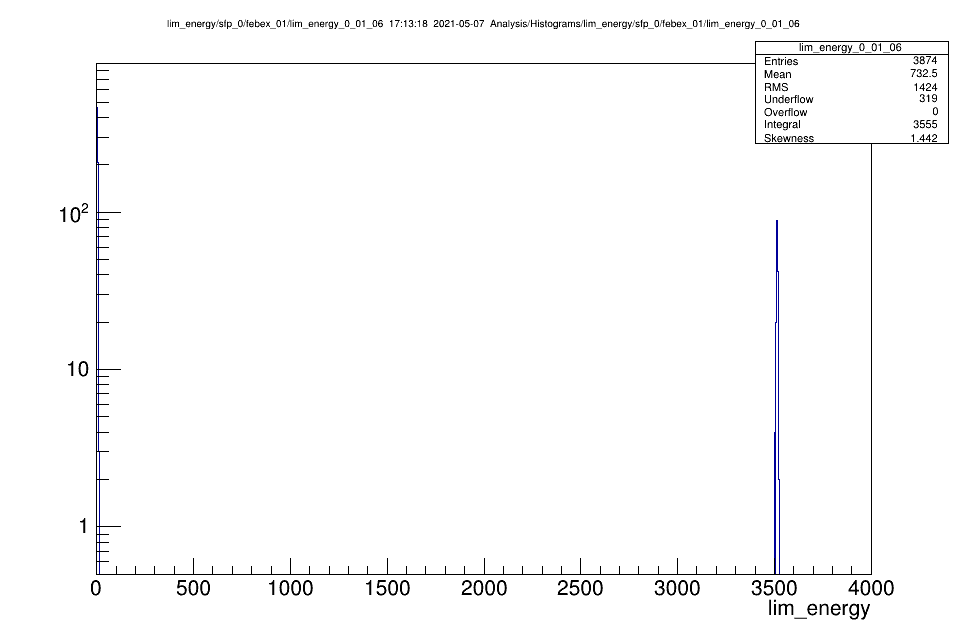 lim_energy/sfp_0/febex_01/lim_energy_0_01_06 17:13:18 2021-05-07 Analysis/Histograms/lim_energy/sfp_0/febex_01/lim_energy_0_01_06
lim_energy_0_01_06
Entries 3874
Mean 732.5
RMS 1424
Underflow 319
Overflow 0
Integral 3555
Skewness 1.442
10²
10
1
0 500 1000 1500 2000 2500 3000 3500 4000
lim_energy